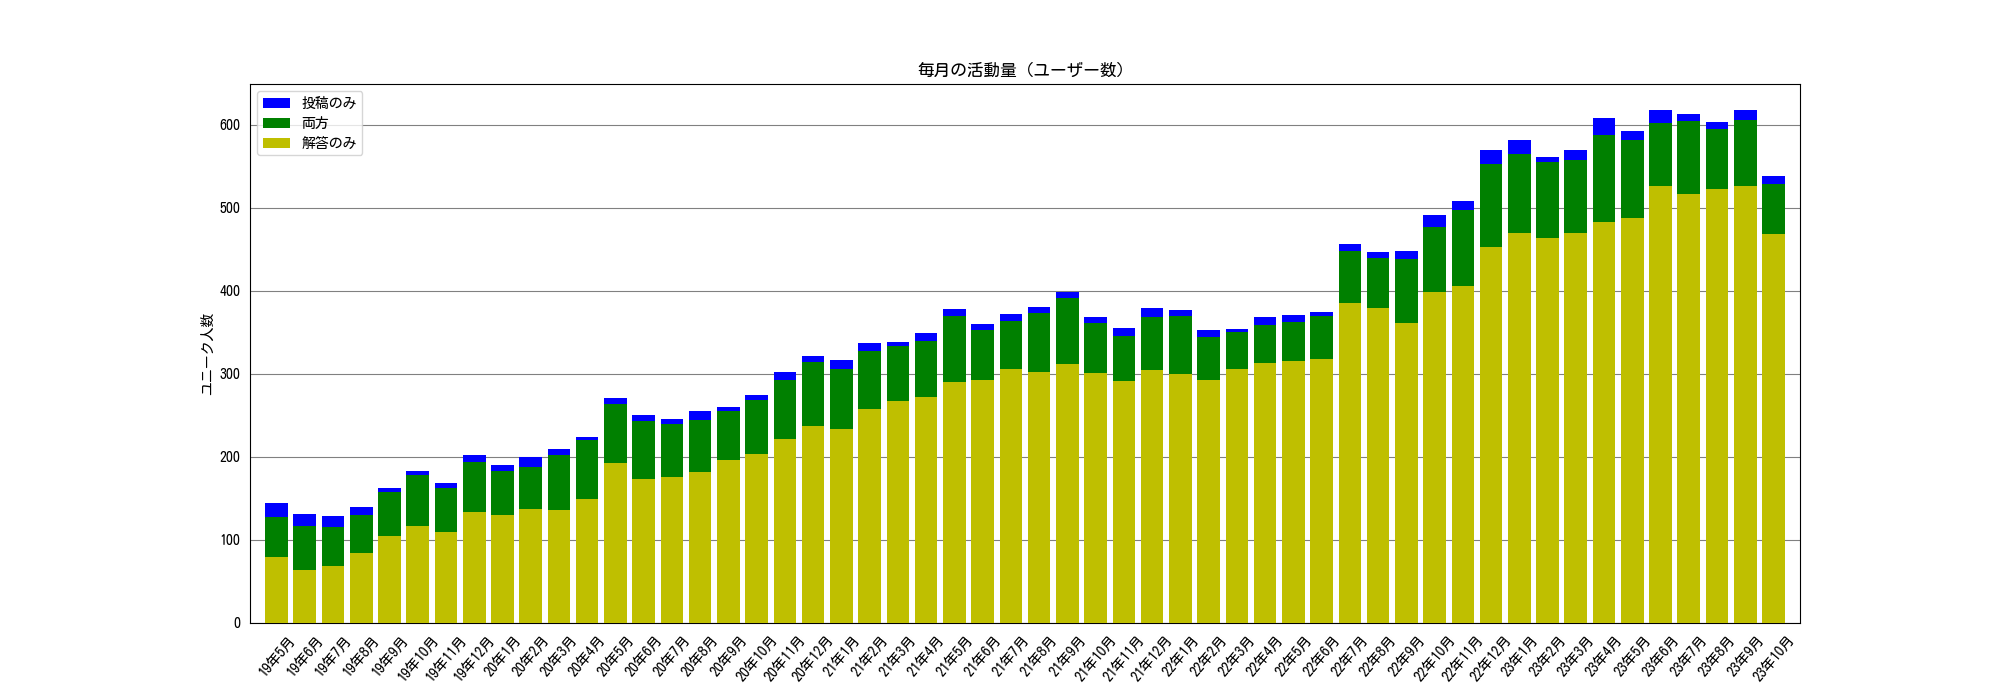 毎月の活動量（ユーザー数）
投稿のみ
両方
解答のみ
ユニーク人数
600
500
400
300
200
100
0
19年5月
19年6月
19年7月
19年8月
19年9月
19年10月
19年11月
19年12月
20年1月
20年2月
20年3月
20年4月
20年5月
20年6月
20年7月
20年8月
20年9月
20年10月
20年11月
20年12月
21年1月
21年2月
21年3月
21年4月
21年5月
21年6月
21年7月
21年8月
21年9月
21年10月
21年11月
21年12月
22年1月
22年2月
22年3月
22年4月
22年5月
22年6月
22年7月
22年8月
22年9月
22年10月
22年11月
22年12月
23年1月
23年2月
23年3月
23年4月
23年5月
23年6月
23年7月
23年8月
23年9月
23年10月